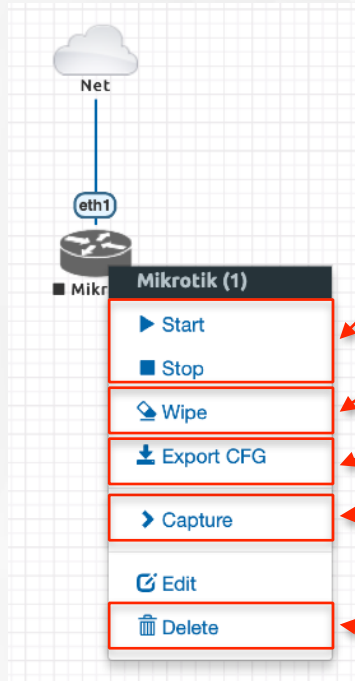 Net
eth1
Mikr
Mikrotik (1)
Start
Stop
Wipe
Export CFG
Capture
Edit
Delete